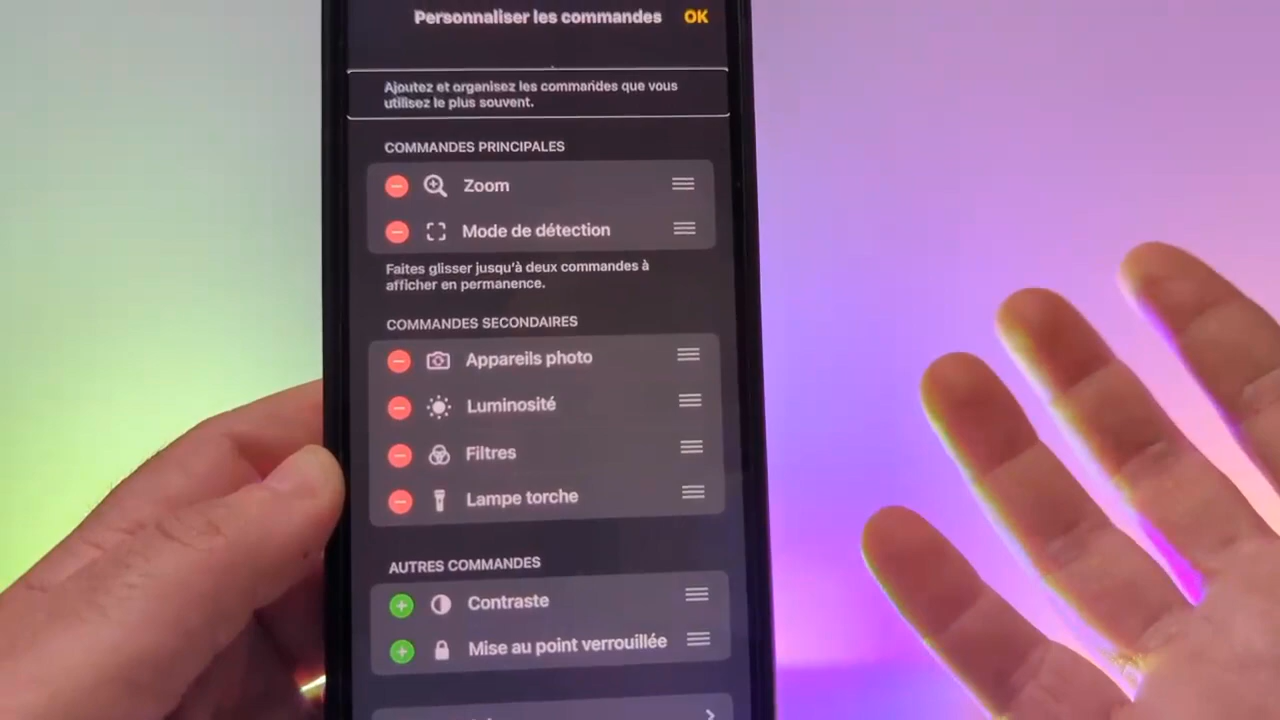 Personnaliser les commandes OK
Ajoutez et organisez les commandes que vous
utilisez le plus souvent.
COMMANDES PRINCIPALES
Zoom
Mode de détection
Faites glisser jusqu'à deux commandes à
afficher en permanence.
COMMANDES SECONDAIRES
Appareils photo
Luminosité
Filtres
Lampe torche
AUTRES COMMANDES
Contraste
Mise au point verrouillée